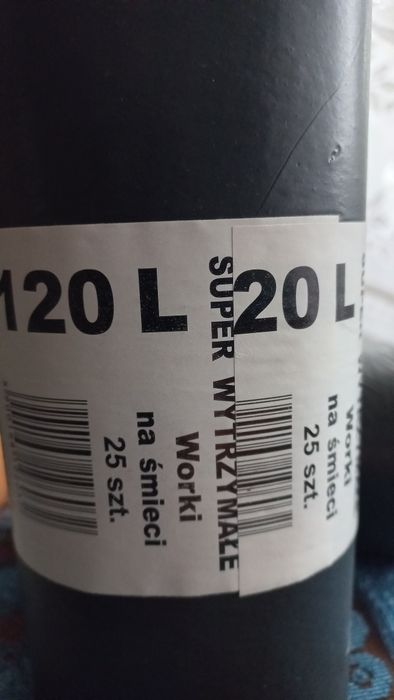 120 L
SUPER WYTRZYMAŁE
Worki
na śmieci
25 szt.
20 L
Worki
na śmieci
25 szt.